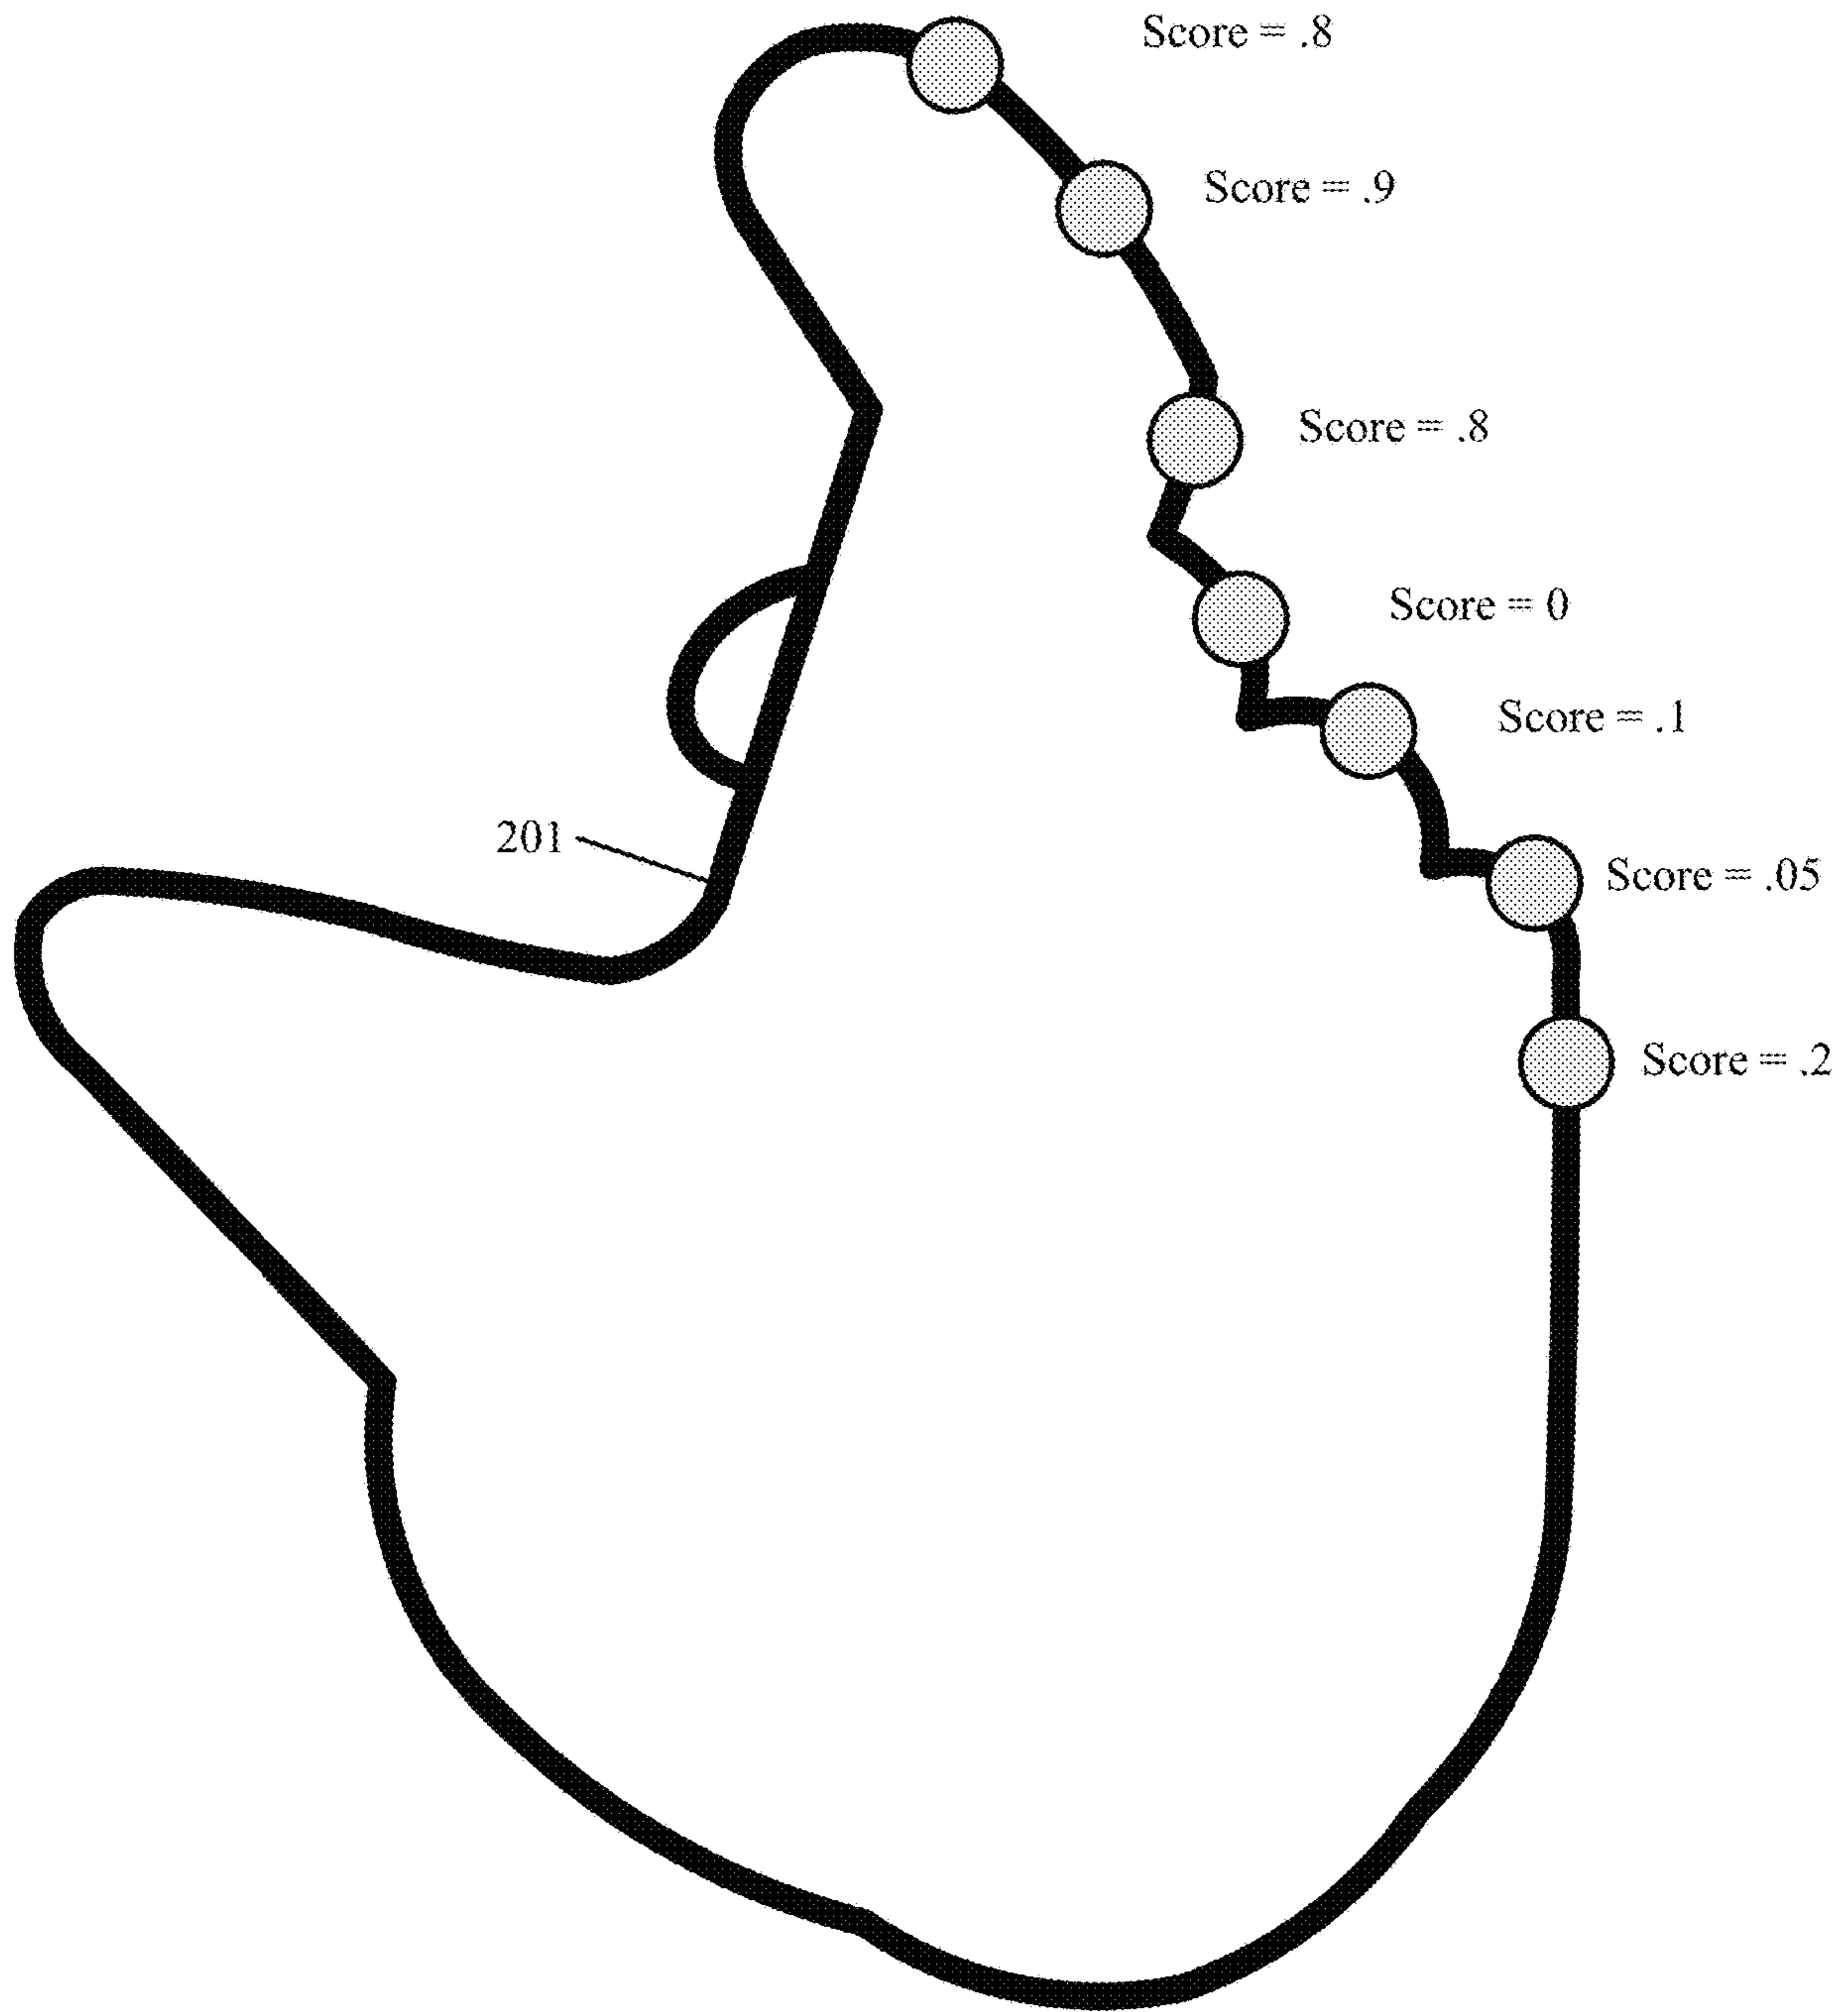 Score = .8
Score = .9
Score = .8
Score = 0
Score = .1
201
Score = .05
Score = .2